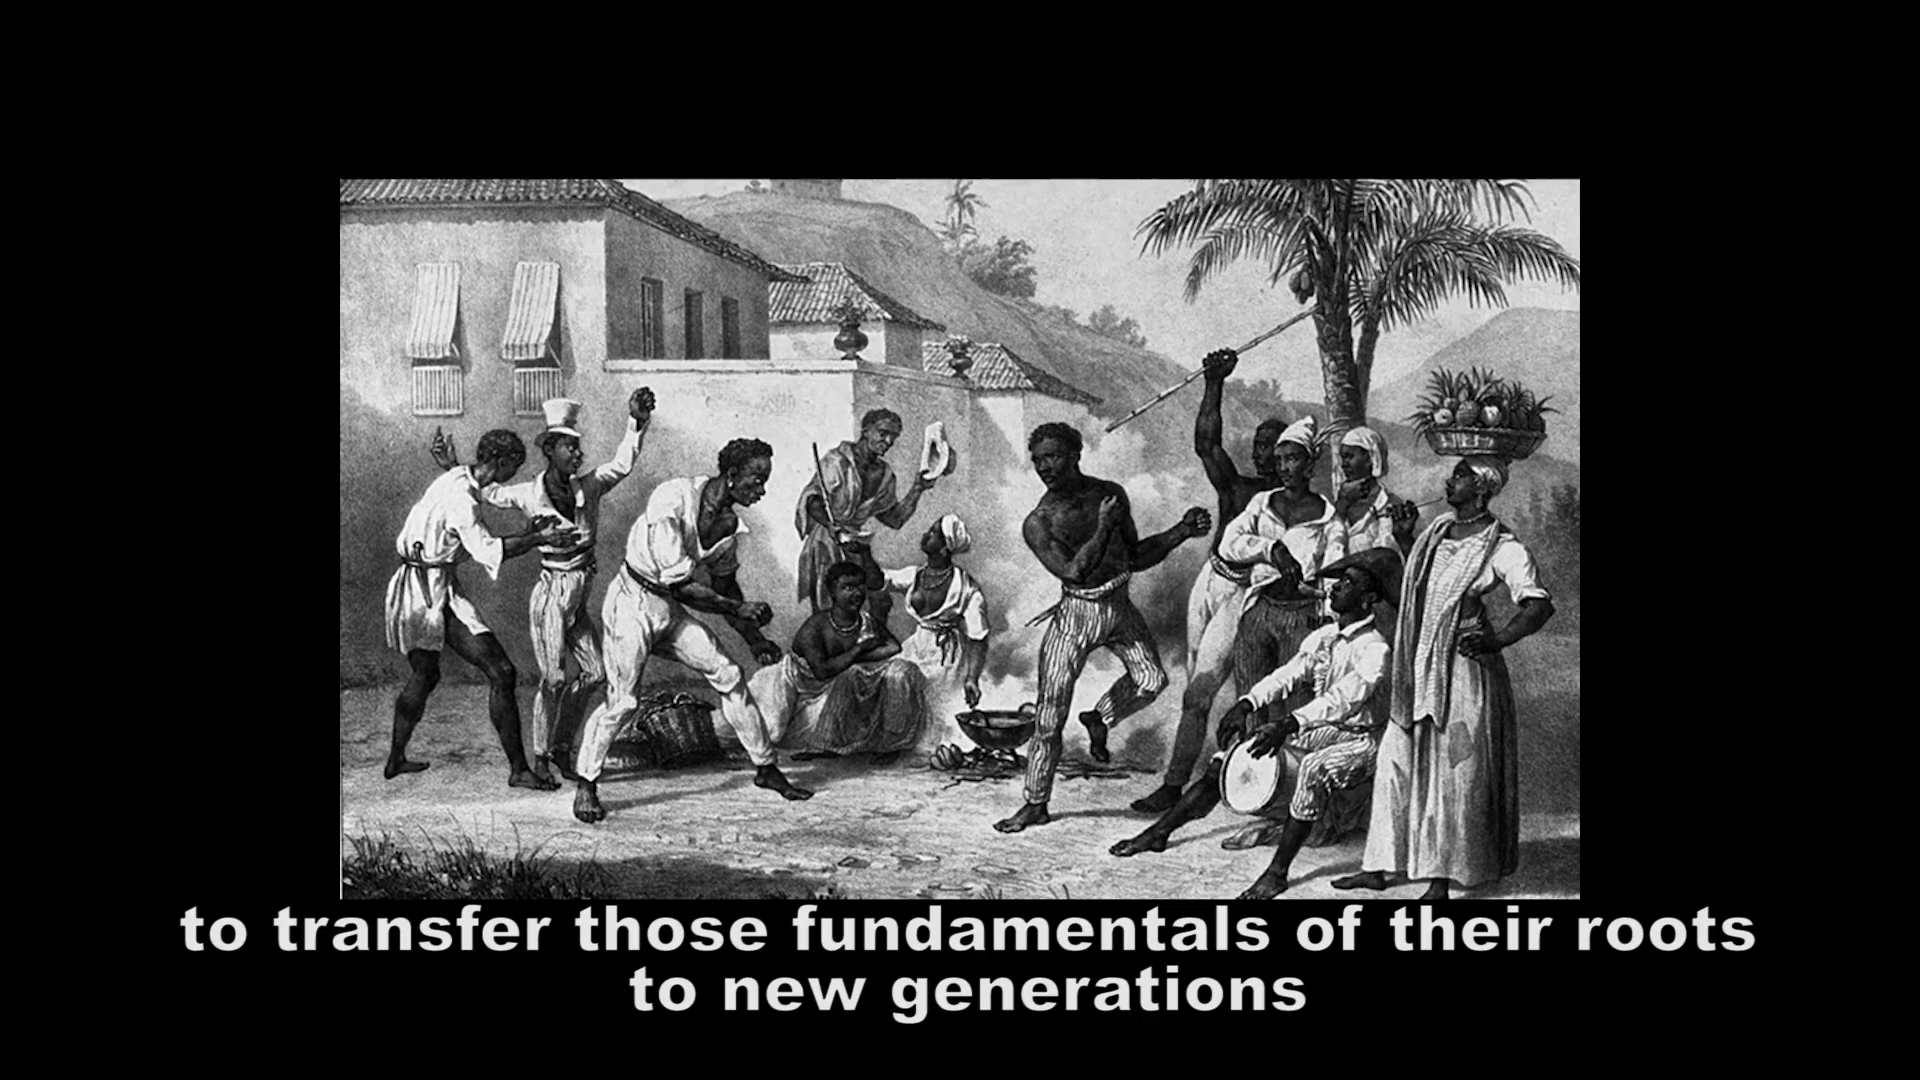 to transfer those fundamentals of their roots
to new generations